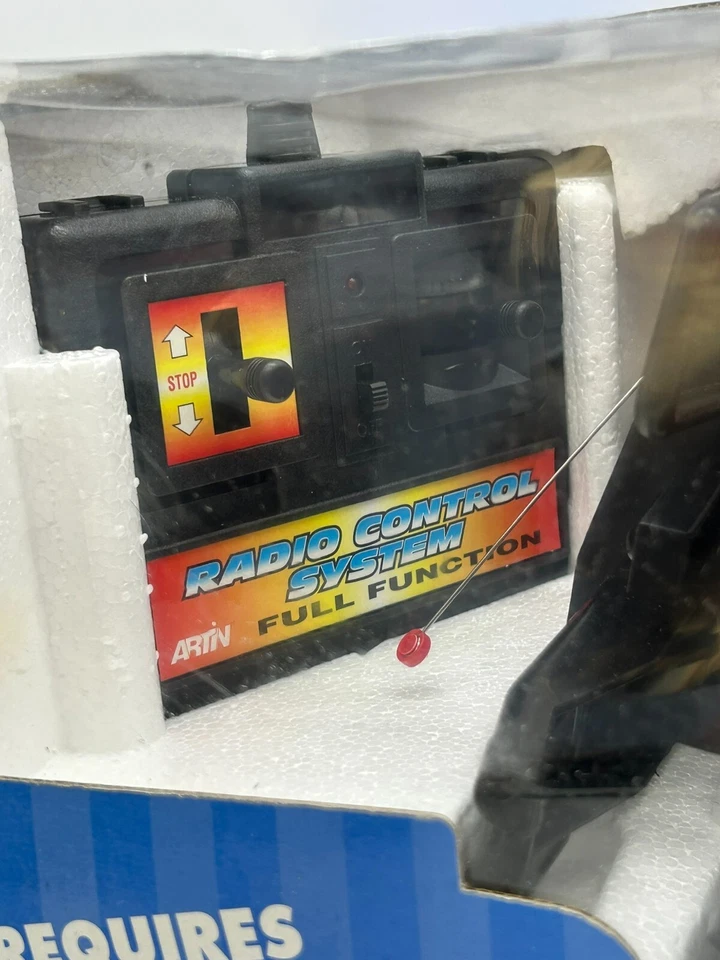 STOP
RADIO CONTROL
SYSTEM
FULL FUNCTION
ARTIN
REQUIRES